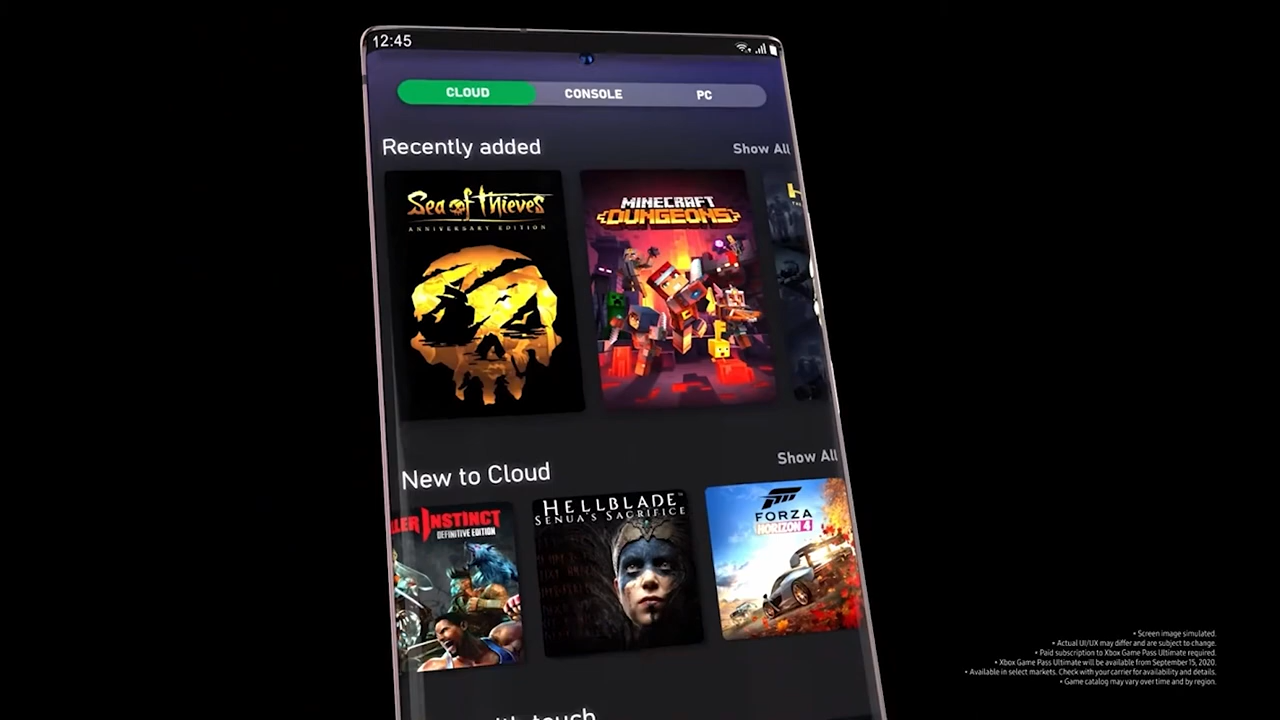 12:45
CLOUD CONSOLE PC
Recently added Show All
Sea of Thieves
ANNIVERSARY EDITION
MINECRAFT
DUNGEONS
New to Cloud Show All
INSTINCT
DEFINITIVE EDITION
HELLBLADE™
SENUA'S SACRIFICE
FORZA
HORIZON 4
touch
• Screen image simulated.
• Actual UI/UX may differ and are subject to change.
• Paid subscription to Xbox Game Pass Ultimate required.
• Xbox Game Pass Ultimate will be available from September 15, 2020.
• Available in select markets. Check with your carrier for availability and details.
• Game catalog may vary over time and by region.